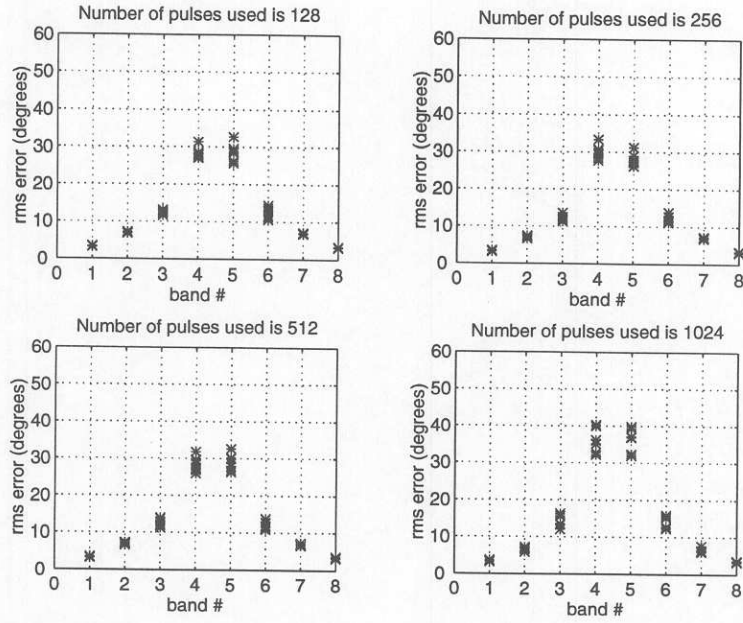 Number of pulses used is 128
60
50
40
30
20
10
0
rms error (degrees)
0 1 2 3 4 5 6 7 8
band #
Number of pulses used is 256
60
50
40
30
20
10
0
rms error (degrees)
0 1 2 3 4 5 6 7 8
band #
Number of pulses used is 512
60
50
40
30
20
10
0
rms error (degrees)
0 1 2 3 4 5 6 7 8
band #
Number of pulses used is 1024
60
50
40
30
20
10
0
rms error (degrees)
0 1 2 3 4 5 6 7 8
band #